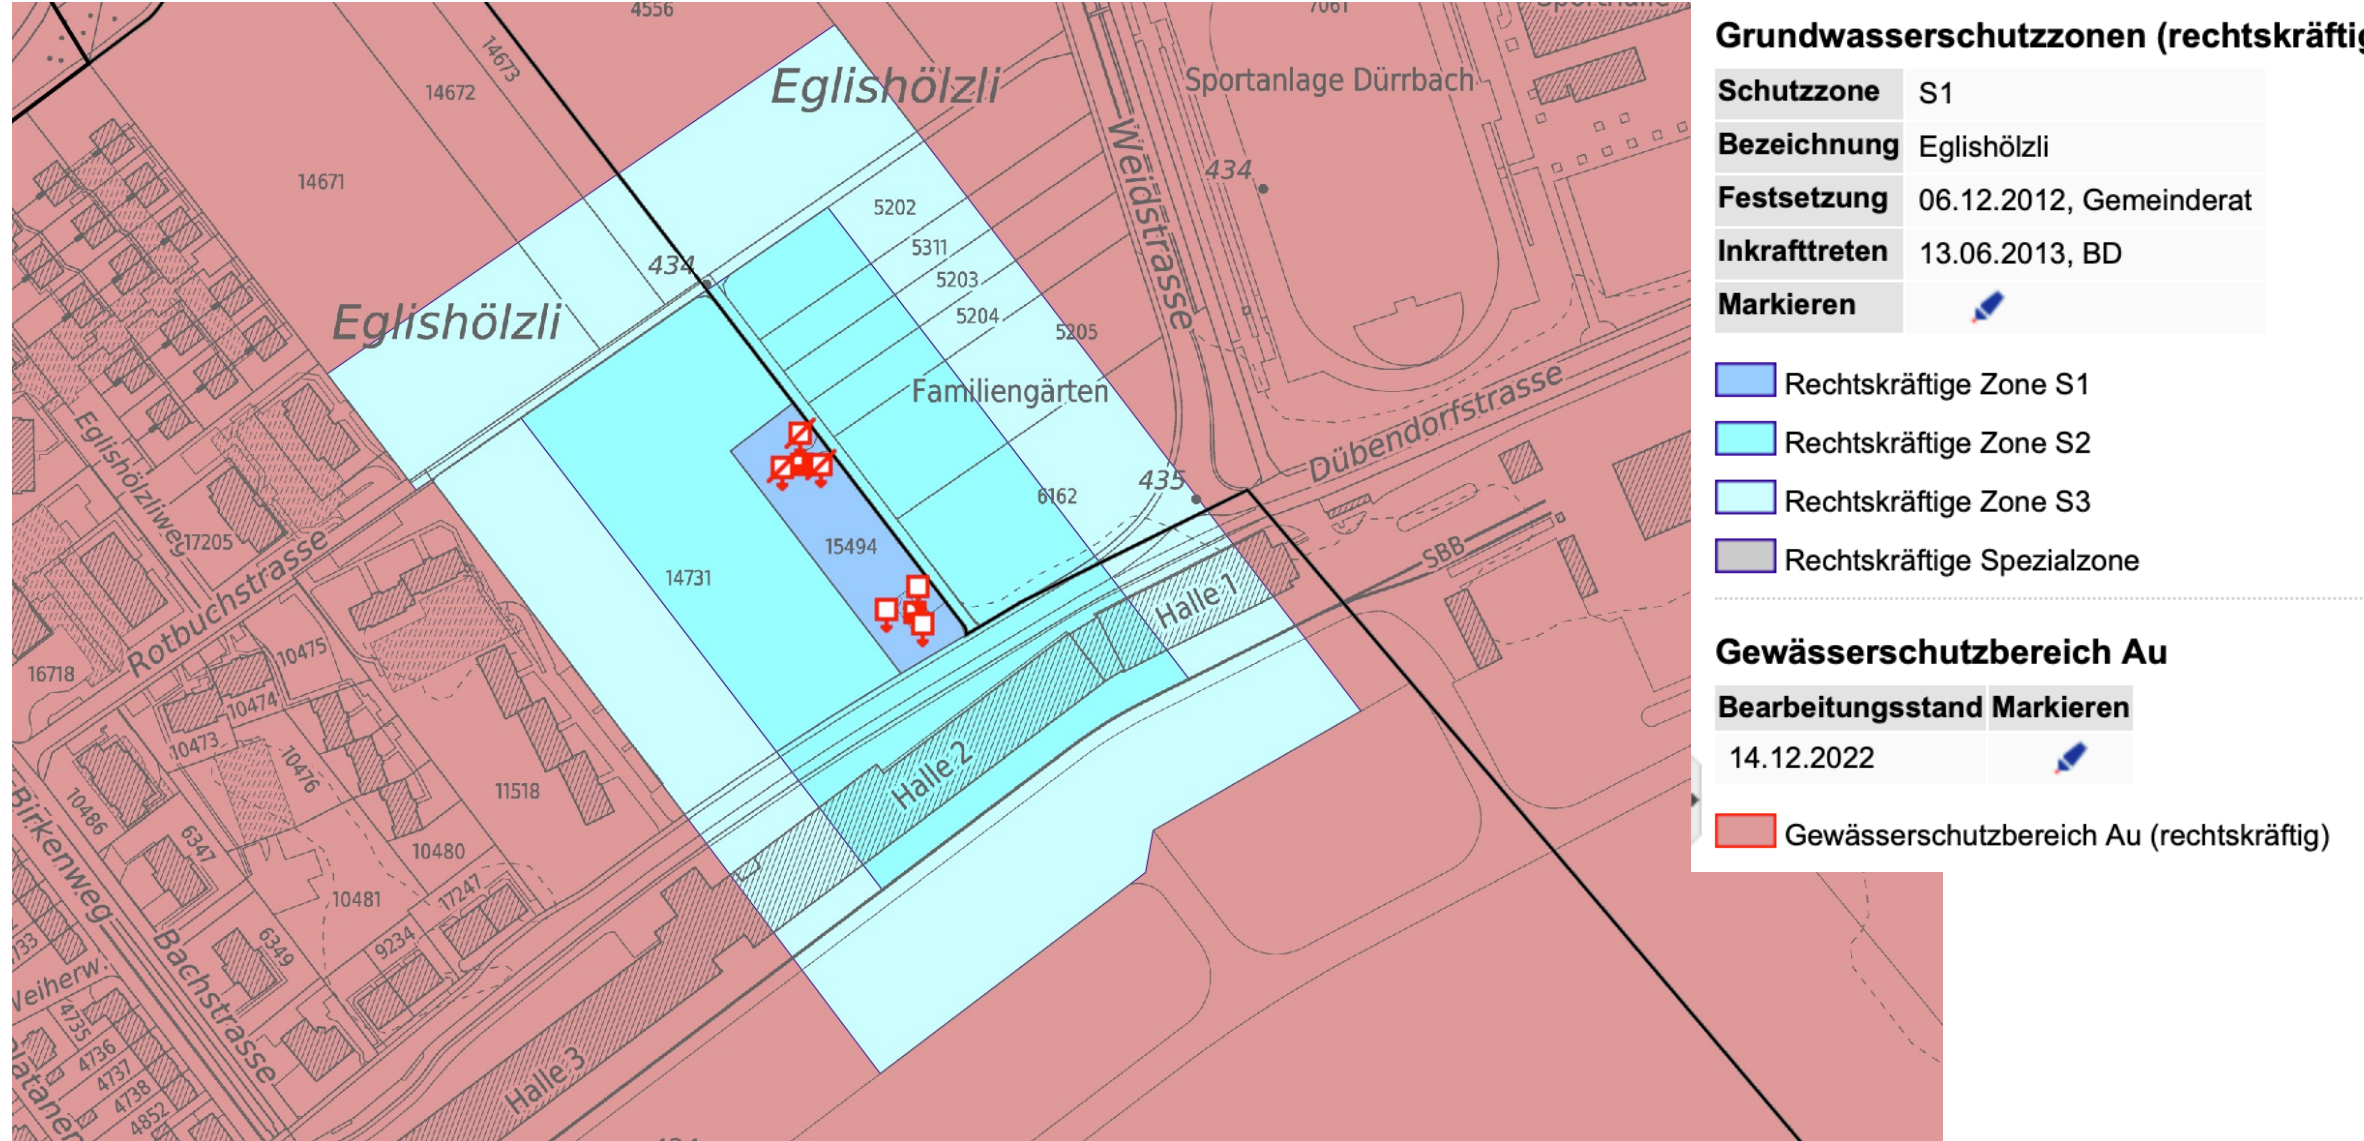 4556
7061
14673
14672
Eglishölzli
Sportanlage Dürrbach
14671
434
5202
5311
434
5203
5204
5205
Eglishölzli
Weidstrasse
Familiengärten
Dübendorfstrasse
Eglishölzliweg
435
6162
17205
15494
14731
SBB
Rotbuchstrasse
Halle 1
10475
16718
10474
10473
10476
Halle 2
11518
10486
6347
10480
Birkenweg
10481
17247
9234
6349
Bachstrasse
4735
4736
4737
4738
4852
Halle 3
Grundwasserschutzzonen
Schutzzone S1
Bezeichnung Eglishölzli
Festsetzung 06.12.2012, Gemeinderat
Inkrafttreten 13.06.2013, BD
Markieren
Rechtskräftige Zone S1
Rechtskräftige Zone S2
Rechtskräftige Zone S3
Rechtskräftige Spezialzone
Gewässerschutzbereich Au
Bearbeitungsstand Markieren
14.12.2022
Gewässerschutzbereich Au (rechtskräftig)